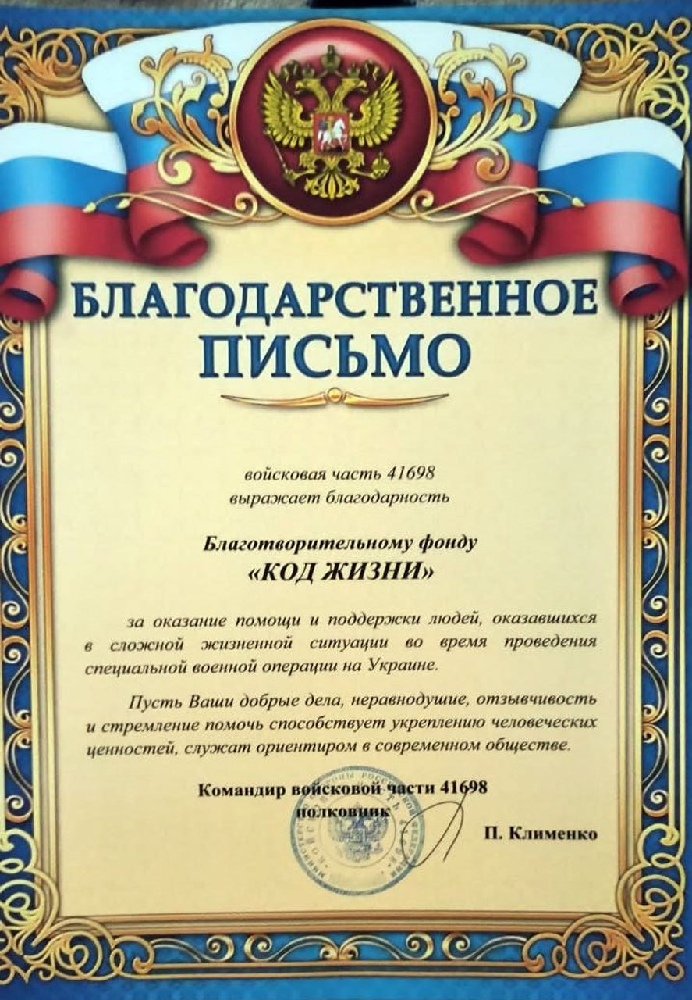 БЛАГОДАРСТВЕННОЕ
ПИСЬМО
войсковая часть 41698
выражает благодарность
Благотворительному фонду
«КОД ЖИЗНИ»
за оказание помощи и поддержки людей, оказавшихся
в сложной жизненной ситуации во время проведения
специальной военной операции на Украине.
Пусть Ваши добрые дела, неравнодушие, отзывчивость
и стремление помочь способствует укреплению человеческих
ценностей, служат ориентиром в современном обществе.
Командир войсковой части 41698
полковник
П. Клименко